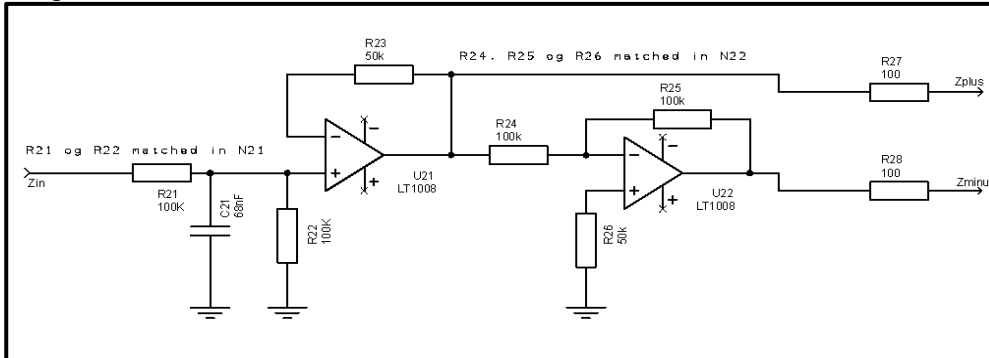 R23
50k
R24, R25 og R26 matched in N22
R27
100
Zplus
R25
100k
R24
100k
R21 og R22 matched in N21
Zin
R21
100K
C21
68nF
R22
100K
U21
LT1008
R26
50k
U22
LT1008
R28
100
Zminu